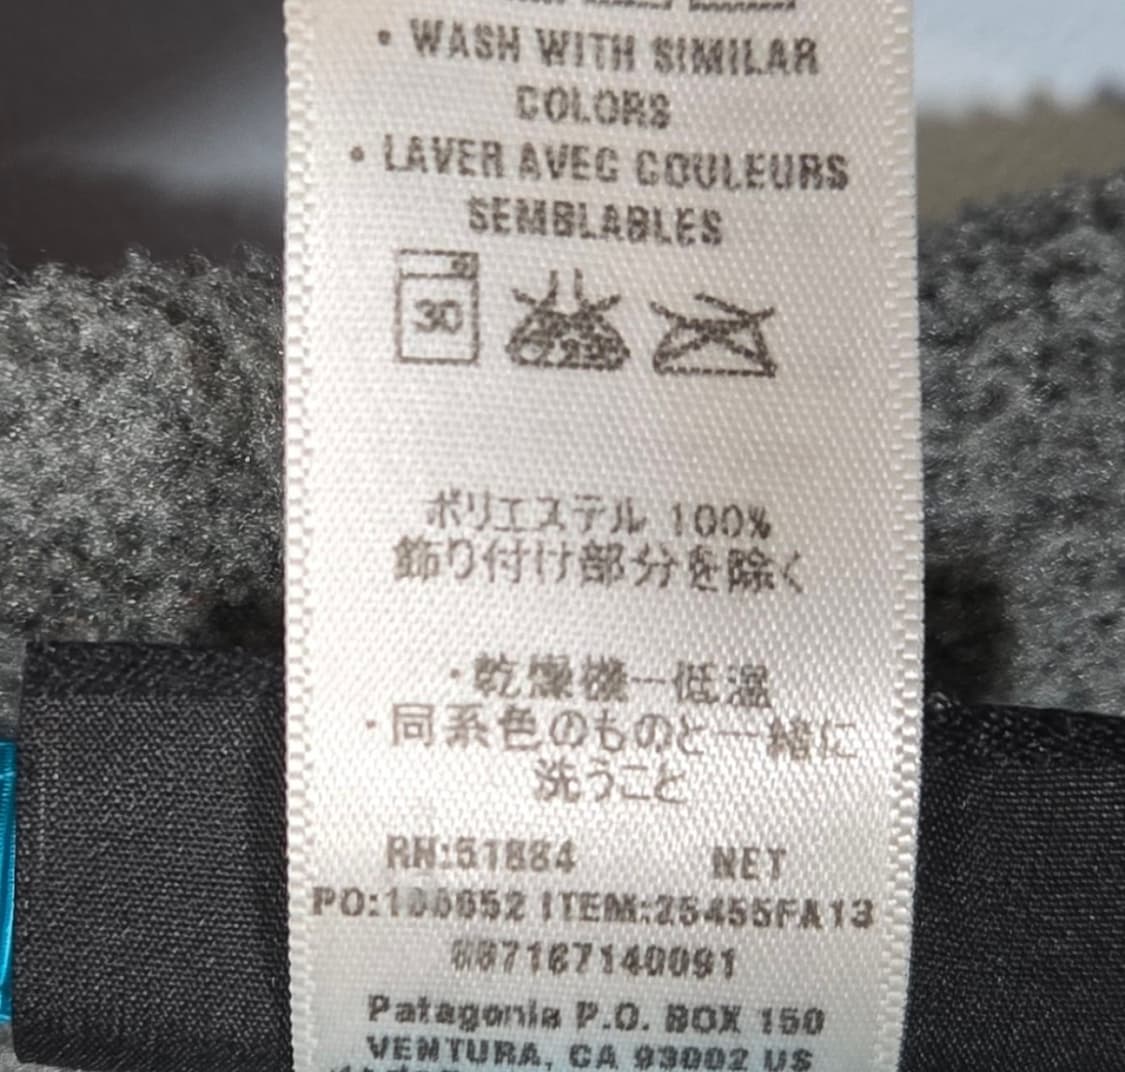 • WASH WITH SIMILAR
COLORS
• LAVER AVEC COULEURS
SEMBLABLES
30
ポリエステル 100%
飾り付け部分を除く
・乾燥機一低温
・同系色のものと一緒に
洗うこと
RN:51884 NET
ITEM:25455FA13
887167140091
Patagonia P.O. BOX 150
VENTURA, CA 93002 US